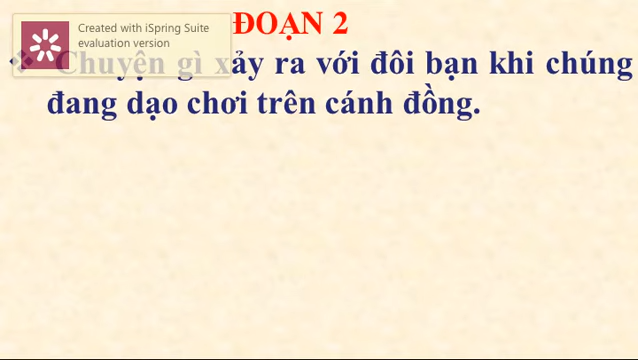 Created with iSpring Suite
evaluation version
ĐOẠN 2
Chuyện gì xảy ra với đôi bạn khi chúng
đang dạo chơi trên cánh đồng.